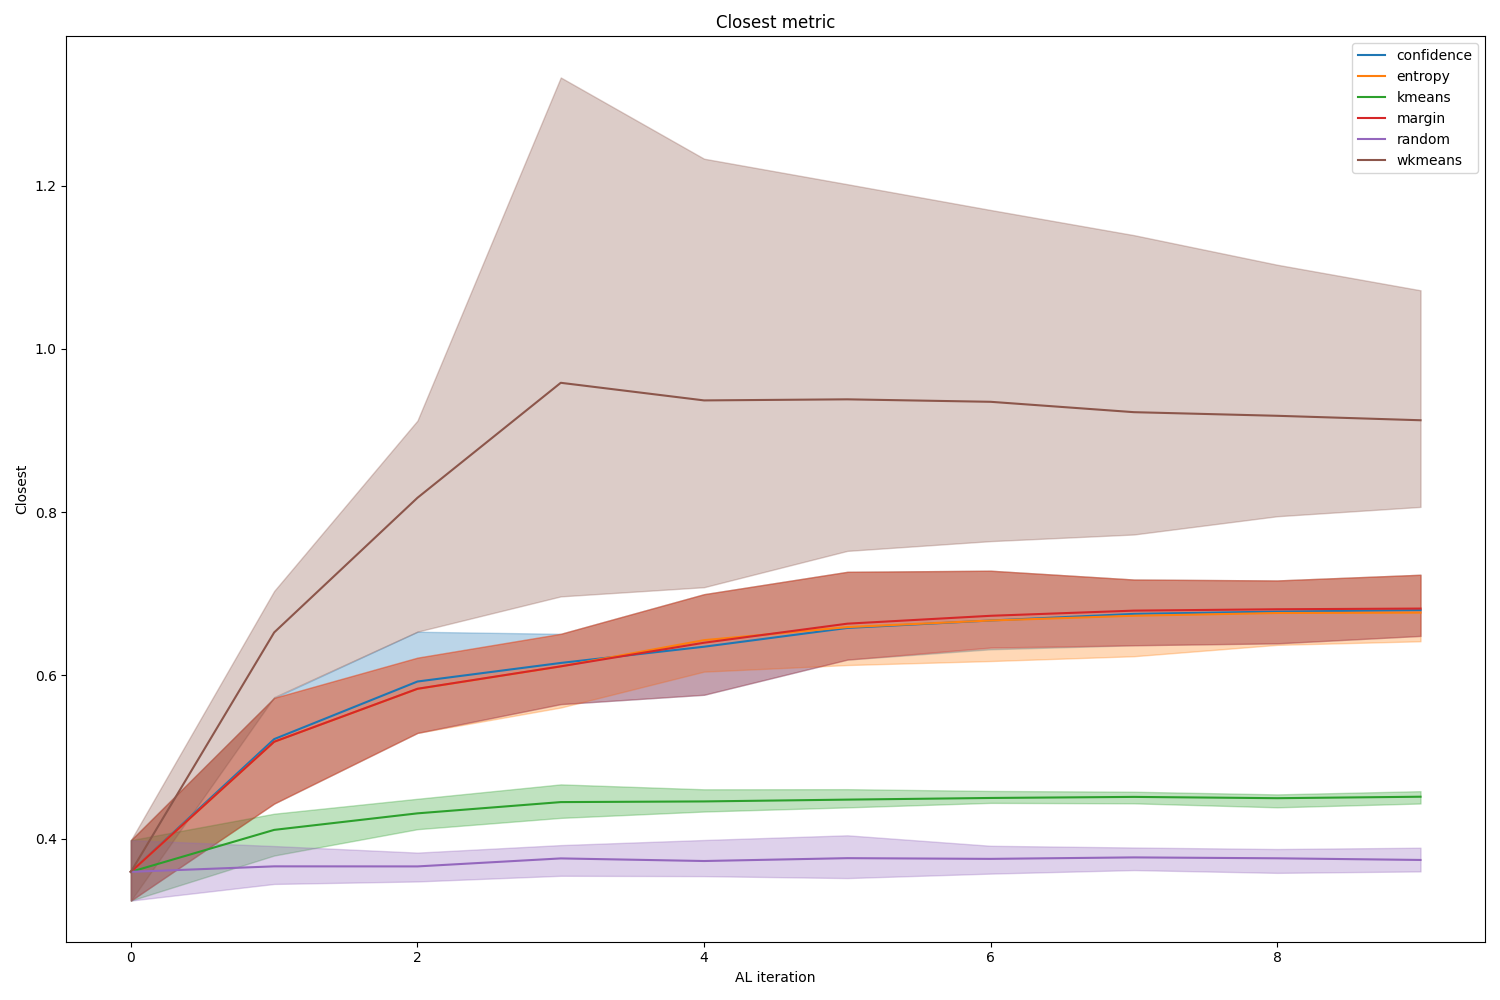 Closest metric
confidence
entropy
kmeans
margin
random
wkmeans
Closest
1.2
1.0
0.8
0.6
0.4
0
2
4
6
8
AL iteration